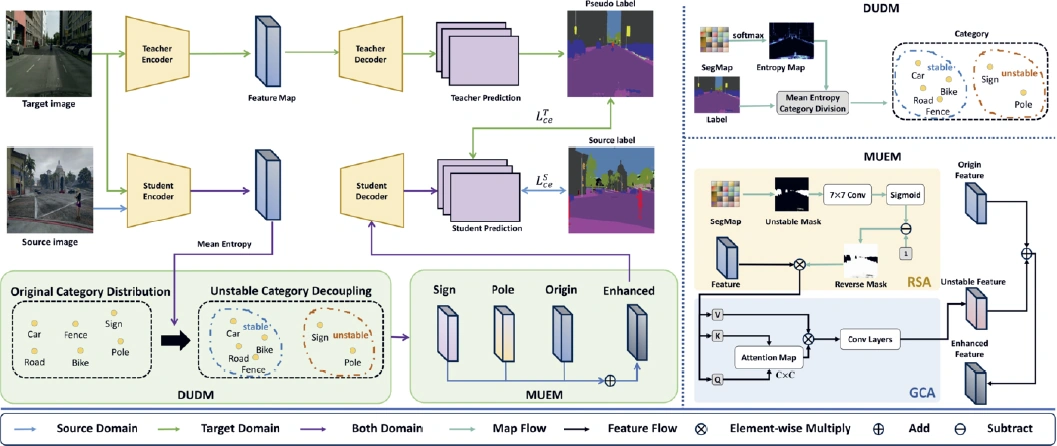 Target image
Teacher
Encoder
Feature Map
Teacher
Decoder
Teacher Prediction
Pseudo Label
L_ce^T
Source label
Source image
Student
Encoder
Student
Decoder
Student Prediction
L_ce^S
Mean Entropy
Original Category Distribution
Car
Fence
Sign
Road
Bike
Pole
Unstable Category Decoupling
Car
stable
Road
Bike
Fence
Sign
unstable
Pole
DUDM
Sign
Pole
Origin
Enhanced
MUEM
DUDM
SegMap
softmax
Entropy Map
Label
Mean Entropy
Category Division
Category
Car
stable
Road
Bike
Fence
Sign
unstable
Pole
MUEM
SegMap
Unstable Mask
7×7 Conv
Sigmoid
1
Feature
Reverse Mask
RSA
V
K
Q
Attention Map
C×C
Conv Layers
GCA
Origin
Feature
Unstable Feature
Enhanced
Feature
Source Domain
Target Domain
Both Domain
Map Flow
Feature Flow
Element-wise Multiply
Add
Subtract